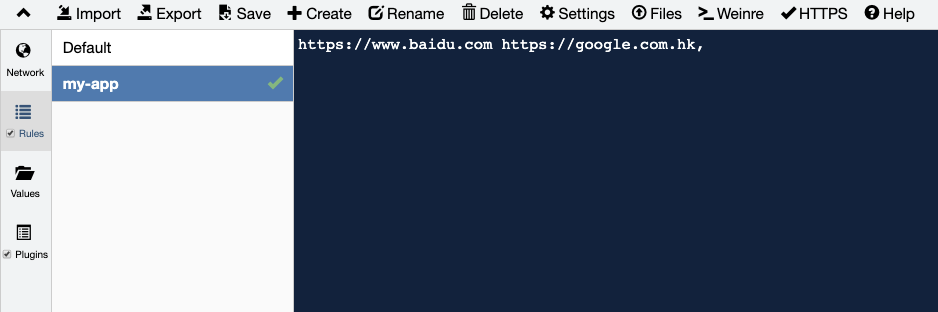 Import Export Save Create Rename Delete Settings Files Weinre HTTPS Help
Network
Rules
Values
Plugins
Default
my-app
https://www.baidu.com https://google.com.hk,